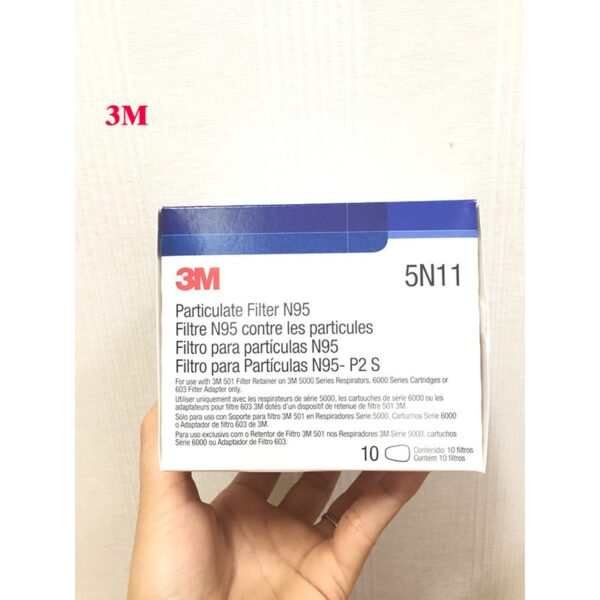 3M
3M
5N11
Particulate Filter N95
Filtre N95 contre les particules
Filtro para partículas N95
Filtro para Partículas N95- P2 S
For use with 3M 501 Filter Retainer on 3M 5000 Series Respirators, 6000 Series Cartridges or
603 Filter Adapter only.
Utiliser uniquement avec les respirateurs de série 5000, les cartouches de série 6000 ou les
adaptateurs pour filtre 603 3M dotés d'un dispositif de retenue de filtre 501 3M.
Sólo para uso con Soporte para filtro 3M 501 en Respiradores Serie 5000, Cartuchos Serie 6000
o Adaptador de filtro 603 de 3M.
Para uso exclusivo com o Retentor de Filtro 3M 501 nos Respiradores 3M Série 5000, cartuchos
Série 6000 ou Adaptador de Filtro 603.
10 Contenido: 10 filtros
Contém 10 filtros